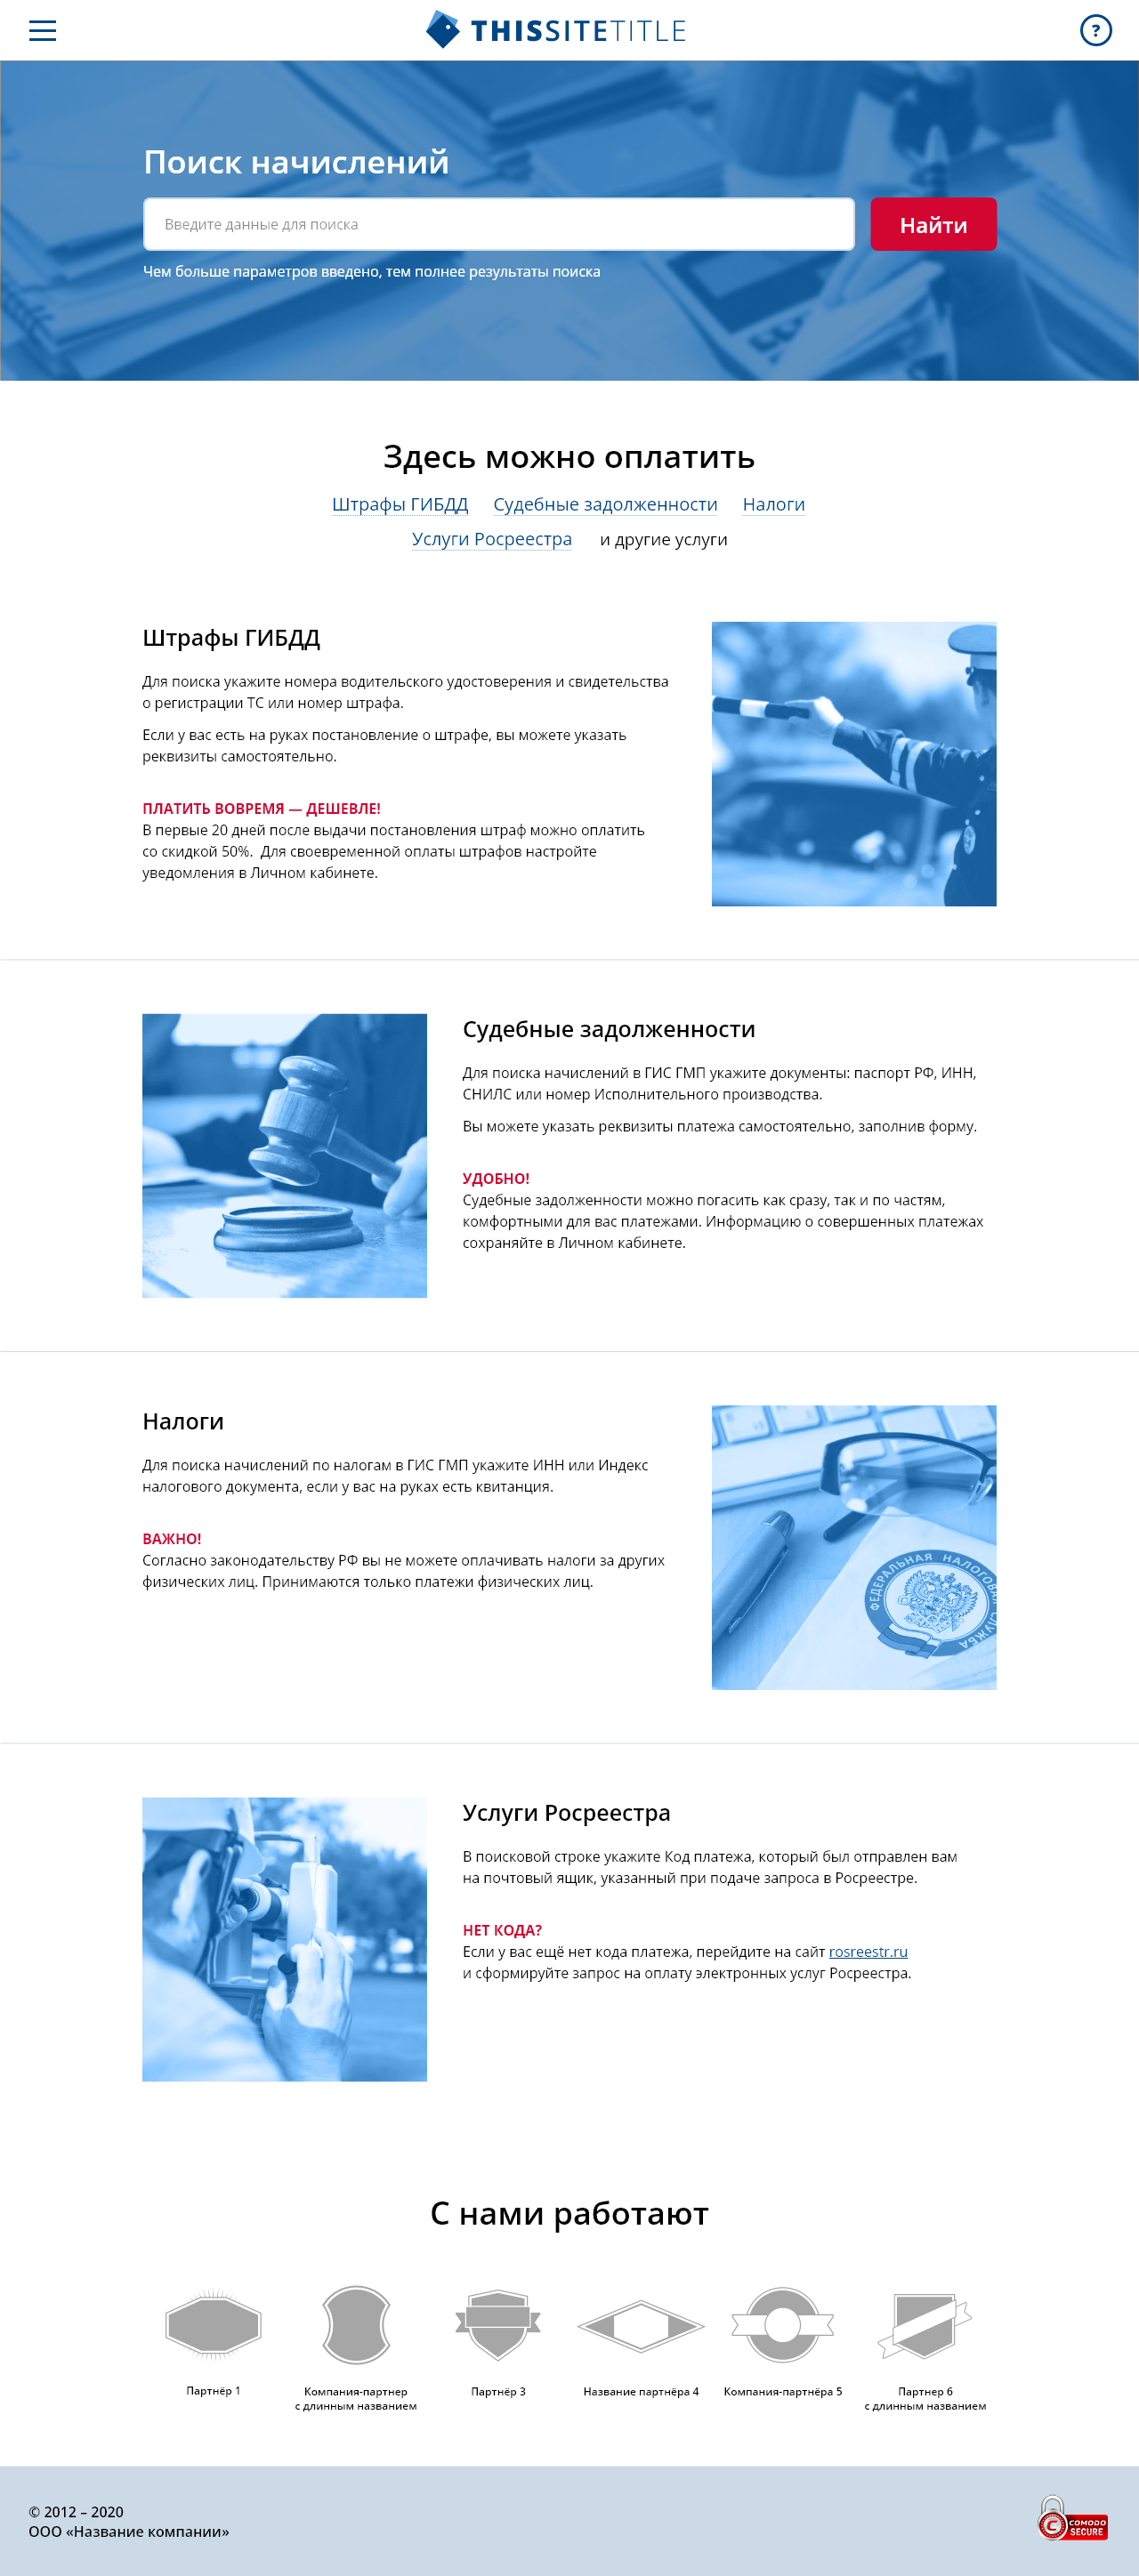 THISSITETITLE
?
Поиск начислений
Введите данные для поиска
Найти
Чем больше параметров введено, тем полнее результаты поиска
Здесь можно оплатить
Штрафы ГИБДД Судебные задолженности Налоги
Услуги Росреестра и другие услуги
Штрафы ГИБДД
Для поиска укажите номера водительского удостоверения и свидетельства
о регистрации ТС или номер штрафа.
Если у вас есть на руках постановление о штрафе, вы можете указать
реквизиты самостоятельно.
ПЛАТИТЬ ВОВРЕМЯ — ДЕШЕВЛЕ!
В первые 20 дней после выдачи постановления штраф можно оплатить
со скидкой 50%. Для своевременной оплаты штрафов настройте
уведомления в Личном кабинете.
Судебные задолженности
Для поиска начислений в ГИС ГМП укажите документы: паспорт РФ, ИНН,
СНИЛС или номер Исполнительного производства.
Вы можете указать реквизиты платежа самостоятельно, заполнив форму.
УДОБНО!
Судебные задолженности можно погасить как сразу, так и по частям,
комфортными для вас платежами. Информацию о совершенных платежах
сохраняйте в Личном кабинете.
Налоги
Для поиска начислений по налогам в ГИС ГМП укажите ИНН или Индекс
налогового документа, если у вас на руках есть квитанция.
ВАЖНО!
Согласно законодательству РФ вы не можете оплачивать налоги за других
физических лиц. Принимаются только платежи физических лиц.
ФЕДЕРАЛЬНАЯ НАЛОГОВАЯ СЛУЖБА
Услуги Росреестра
В поисковой строке укажите Код платежа, который был отправлен вам
на почтовый ящик, указанный при подаче запроса в Росреестре.
НЕТ КОДА?
Если у вас ещё нет кода платежа, перейдите на сайт rosreestr.ru
и сформируйте запрос на оплату электронных услуг Росреестра.
С нами работают
Партнёр 1
Компания-партнер
с длинным названием
Партнёр 3
Название партнёра 4
Компания-партнёра 5
Партнер 6
с длинным названием
© 2012 – 2020
ООО «Название компании»
C COMODO
SECURE